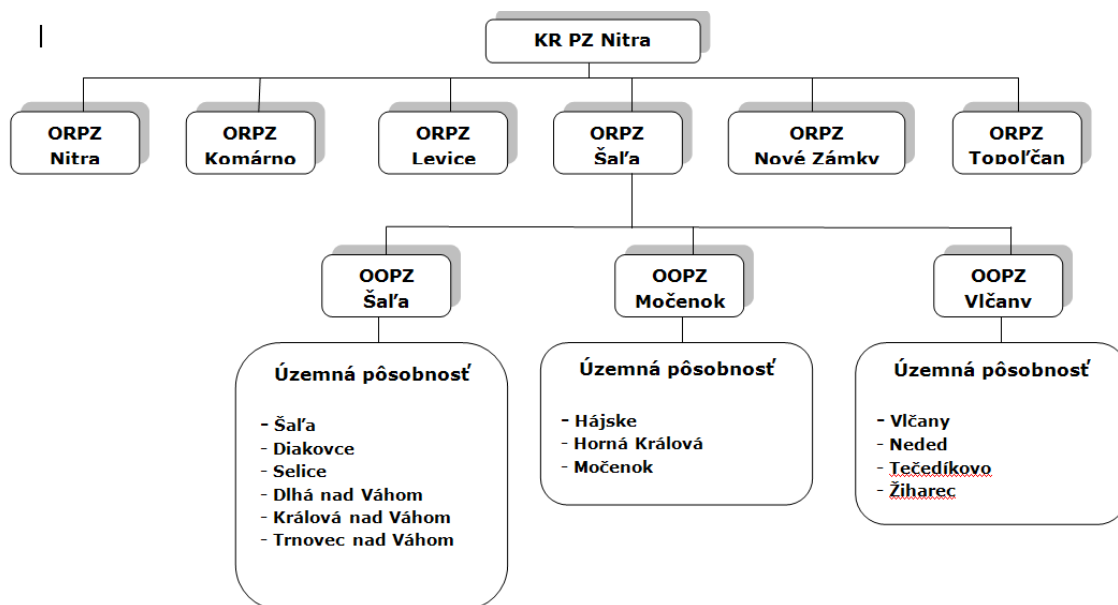 KR PZ Nitra
ORPZ
Nitra
ORPZ
Komárno
ORPZ
Levice
ORPZ
Šaľa
ORPZ
Nové Zámky
ORPZ
Topoľčan
OOPZ
Šaľa
OOPZ
Močenok
OOPZ
Vlčany
Územná pôsobnosť
- Šaľa
- Diakovce
- Selice
- Dlhá nad Váhom
- Králová nad Váhom
- Trnovec nad Váhom
Územná pôsobnosť
- Hájske
- Horná Králová
- Močenok
Územná pôsobnosť
- Vlčany
- Neded
- Tečedíkovo
- Žiharec